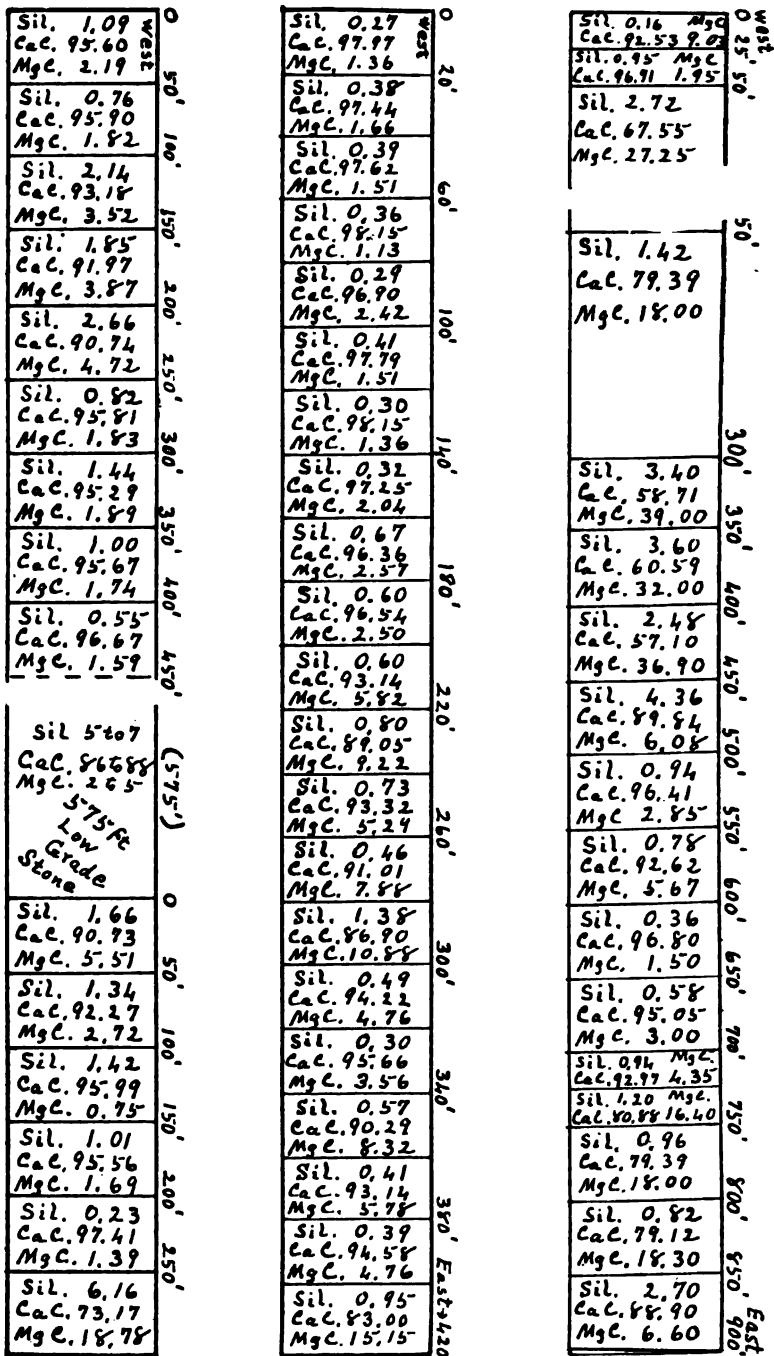 0
west
Sil. 1.09
CaC. 95.60
MgC. 2.19
50'
Sil. 0.76
CaC. 95.90
MgC. 1.82
100'
Sil. 2.14
CaC. 93.18
MgC. 3.52
150'
Sil. 1.85
CaC. 91.97
MgC. 3.87
200'
Sil. 2.66
CaC. 90.74
MgC. 4.72
250'
Sil. 0.82
CaC. 95.81
MgC. 1.83
300'
Sil. 1.44
CaC. 95.29
MgC. 1.89
350'
Sil. 1.00
CaC. 95.67
MgC. 1.74
400'
Sil. 0.55
CaC. 96.67
MgC. 1.59
450'
Sil 5 to 7
CaC. 86 to 88
MgC. 2 to 5
(575')
575 ft
Low
Grade
Stone
0
Sil. 1.66
CaC. 90.73
MgC. 5.51
50'
Sil. 1.34
CaC. 92.27
MgC. 2.72
100'
Sil. 1.42
CaC. 95.99
MgC. 0.75
150'
Sil. 1.01
CaC. 95.56
MgC. 1.69
200'
Sil. 0.23
CaC. 97.41
MgC. 1.39
250'
Sil. 6.16
CaC. 73.17
MgC. 18.78
0
west
Sil. 0.27
CaC. 97.97
MgC. 1.36
20'
Sil. 0.38
CaC. 97.44
MgC. 1.66
Sil. 0.39
CaC. 97.62
MgC. 1.51
60'
Sil. 0.36
CaC. 98.15
MgC. 1.13
Sil. 0.29
CaC. 96.90
MgC. 2.42
100'
Sil. 0.41
CaC. 97.79
MgC. 1.51
Sil. 0.30
CaC. 98.15
MgC. 1.36
140'
Sil. 0.32
CaC. 97.25
MgC. 2.04
Sil. 0.67
CaC. 96.36
MgC. 2.57
180'
Sil. 0.60
CaC. 96.54
MgC. 2.50
Sil. 0.60
CaC. 93.14
MgC. 5.82
220'
Sil. 0.80
CaC. 89.05
MgC. 9.22
Sil. 0.73
CaC. 93.32
MgC. 5.24
260'
Sil. 0.46
CaC. 91.01
MgC. 7.88
Sil. 1.38
CaC. 86.90
MgC. 10.88
300'
Sil. 0.49
CaC. 94.22
MgC. 4.76
Sil. 0.30
CaC. 95.66
MgC. 3.56
340'
Sil. 0.57
CaC. 90.29
MgC. 8.32
Sil. 0.41
CaC. 93.14
MgC. 5.78
380'
Sil. 0.39
CaC. 94.58
MgC. 4.76
Sil. 0.95
CaC. 83.00
MgC. 15.15
East+420
west
0
Sil. 0.16 MgC
CaC. 92.53 9.03
25'
Sil. 0.95 MgC
CaC. 96.91 1.95
50'
Sil. 2.72
CaC. 67.55
MgC. 27.25
50'
Sil. 1.42
CaC. 79.39
MgC. 18.00
300'
Sil. 3.40
CaC. 58.71
MgC. 39.00
350'
Sil. 3.60
CaC. 60.59
MgC. 32.00
400'
Sil. 2.48
CaC. 57.10
MgC. 36.90
450'
Sil. 4.36
CaC. 89.84
MgC. 6.08
500'
Sil. 0.94
CaC. 96.41
MgC 2.85
550'
Sil. 0.78
CaC. 92.62
MgC. 5.67
600'
Sil. 0.36
CaC. 96.80
MgC. 1.50
650'
Sil. 0.58
CaC. 95.05
MgC. 3.00
700'
Sil. 0.94 MgC.
CaC. 92.97 4.35
Sil. 1.20 MgC.
CaC. 80.88 16.40
750'
Sil. 0.96
CaC. 79.39
MgC. 18.00
800'
Sil. 0.82
CaC. 79.12
MgC. 18.30
850'
Sil. 2.70
CaC. 88.90
MgC. 6.60
East
900'